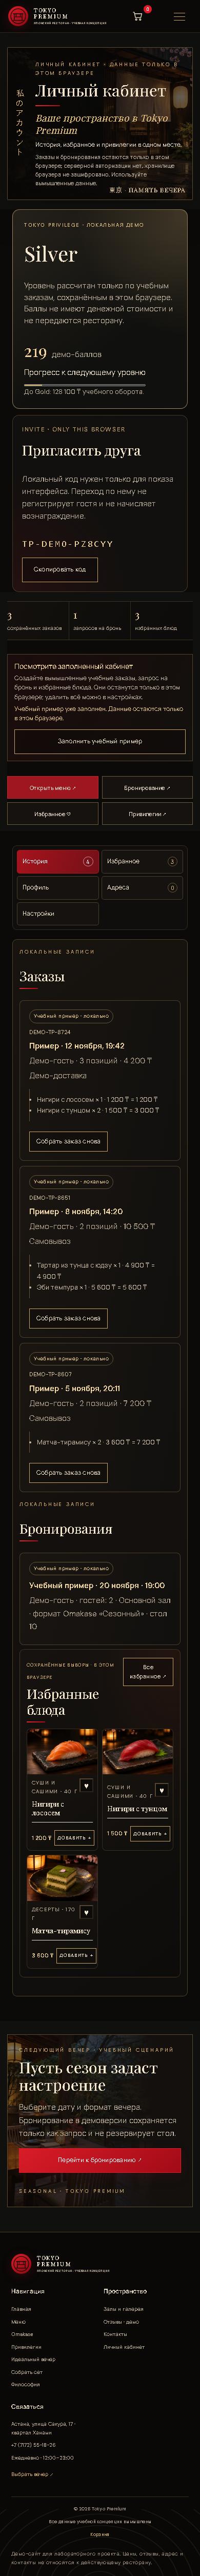 TOKYO
PREMIUM
ЯПОНСКИЙ РЕСТОРАН · УЧЕБНАЯ КОНЦЕПЦИЯ
0
私のアカウント
ЛИЧНЫЙ КАБИНЕТ · ДАННЫЕ ТОЛЬКО В
ЭТОМ БРАУЗЕРЕ
Личный кабинет
Ваше пространство в Tokyo
Premium
История, избранное и привилегии в одном месте.
Заказы и бронирования остаются только в этом
браузере. Аккаунт не авторизован, нет, хранилище
браузера не зашифровано. Используйте
вымышленные данные.
東京 · ПАМЯТЬ ВЕЧЕРА
TOKYO PRIVILEGE · ЛОКАЛЬНАЯ ДЕМО
Silver
Уровень рассчитан только по учебным
заказам, сохранённым в этом браузере.
Баллы не имеют денежной стоимости и
не передаются ресторану.
219 демо-баллов
Прогресс к следующему уровню
До Gold: 128 100 ₸ учебного оборота.
INVITE · ONLY THIS BROWSER
Пригласить друга
Локальный код нужен только для показа
интерфейса. Переход по нему не
регистрирует гостя и не начисляет
вознаграждение.
TP-DEMO-PZ8CYY
Скопировать код
3
сохранённых заказов
1
запросов на бронь
3
избранных блюд
Посмотрите заполненный кабинет
Создайте вымышленные учебные заказы, запрос на
бронь и избранные блюда. Они останутся только в этом
браузере; удалить всё можно в настройках.
Учебный пример уже заполнен. Данные остаются только
в этом браузере.
Заполнить учебный пример
Открыть меню ↗
Бронирование ↗
Избранное ♡
Привилегии ↗
История 4
Избранное 3
Профиль
Адреса 0
Настройки
ЛОКАЛЬНЫЕ ЗАПИСИ
Заказы
Учебный пример · локально
DEMO-TP-8724
Пример · 12 ноября, 19:42
Демо-гость · 3 позиций · 4 200 ₸
Демо-доставка
Нигири с лососем × 1 · 1 200 ₸ = 1 200 ₸
Нигири с тунцом × 2 · 1 500 ₸ = 3 000 ₸
Собрать заказ снова
Учебный пример · локально
DEMO-TP-8651
Пример · 8 ноября, 14:20
Демо-гость · 2 позиций · 10 500 ₸
Самовывоз
Тартар из тунца с юдзу × 1 · 4 900 ₸ =
4 900 ₸
Эби темпура × 1 · 5 600 ₸ = 5 600 ₸
Собрать заказ снова
Учебный пример · локально
DEMO-TP-8607
Пример · 5 ноября, 20:11
Демо-гость · 2 позиций · 7 200 ₸
Самовывоз
Матча-тирамису × 2 · 3 600 ₸ = 7 200 ₸
Собрать заказ снова
ЛОКАЛЬНЫЕ ЗАПИСИ
Бронирования
Учебный пример · локально
Учебный пример · 20 ноября · 19:00
Демо-гость · гостей: 2 · Основной зал
· формат Omakase «Сезонный» · стол
10
СОХРАНЁННЫЕ ВЫБОРЫ · В ЭТОМ
БРАУЗЕРЕ
Избранные
блюда
Все
избранное ↗
СУШИ И
САШИМИ · 40 Г
Нигири с
лососем
1 200 ₸
ДОБАВИТЬ +
СУШИ И
САШИМИ · 40 Г
Нигири с тунцом
1 500 ₸
ДОБАВИТЬ +
ДЕСЕРТЫ · 170
Г
Матча-тирамису
3 600 ₸
ДОБАВИТЬ +
СЛЕДУЮЩИЙ ВЕЧЕР · УЧЕБНЫЙ СЦЕНАРИЙ
Пусть сезон задаст
настроение
Выберите дату и формат вечера.
Бронирование в демоверсии сохраняется
только как запрос и не резервирует стол.
Перейти к бронированию ↗
SEASONAL · TOKYO PREMIUM
TOKYO
PREMIUM
ЯПОНСКИЙ РЕСТОРАН · УЧЕБНАЯ КОНЦЕПЦИЯ
Навигация
Главная
Меню
Omakase
Привилегии
Идеальный вечер
Собрать сет
Философия
Пространство
Залы и галерея
Отзывы · демо
Контакты
Личный кабинет
Связаться
Астана, улица Сакура, 17 ·
квартал Ханами
+7 (7172) 55-18-26
Ежедневно · 12:00–23:00
Выбрать вечер ↗
© 2026 Tokyo Premium
Все данные учебной концепции вымышлены
Корзина
Демо-сайт для лабораторного проекта. Цены, отзывы, адрес и
контакты не относятся к действующему ресторану.